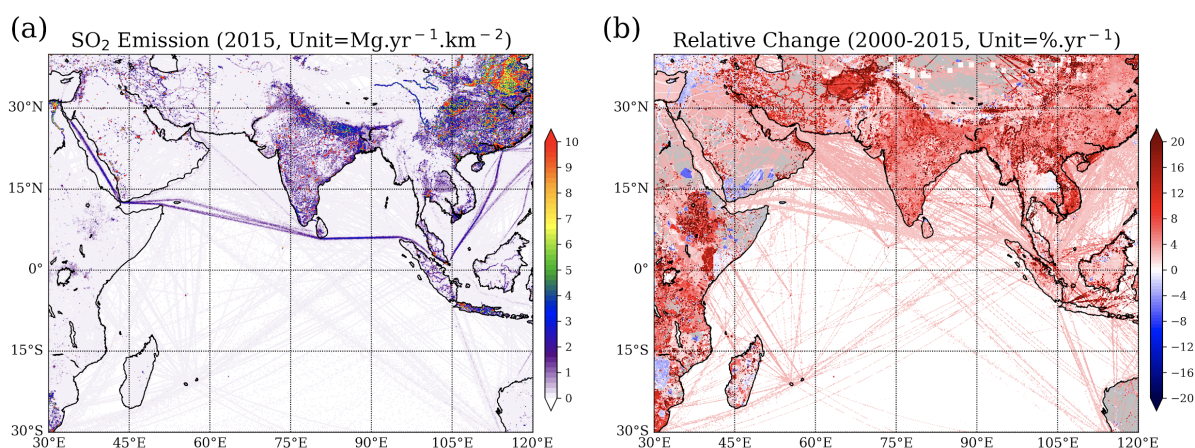 (a)
SO₂ Emission (2015, Unit=Mg.yr⁻¹.km⁻²)
30°N
15°N
0°
15°S
30°S
30°E 45°E 60°E 75°E 90°E 105°E 120°E
10
9
8
7
6
5
4
3
2
1
0
(b)
Relative Change (2000-2015, Unit=%.yr⁻¹)
30°N
15°N
0°
15°S
30°S
30°E 45°E 60°E 75°E 90°E 105°E 120°E
20
16
12
8
4
0
−4
−8
−12
−16
−20